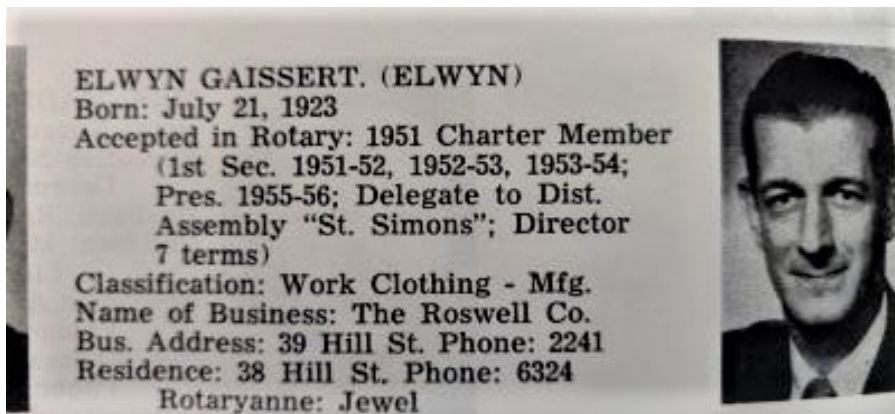 ELWYN GAISSERT. (ELWYN)
Born: July 21, 1923
Accepted in Rotary: 1951 Charter Member
(1st Sec. 1951-52, 1952-53, 1953-54;
Pres. 1955-56; Delegate to Dist.
Assembly “St. Simons”; Director
7 terms)
Classification: Work Clothing - Mfg.
Name of Business: The Roswell Co.
Bus. Address: 39 Hill St. Phone: 2241
Residence: 38 Hill St. Phone: 6324
Rotaryanne: Jewel